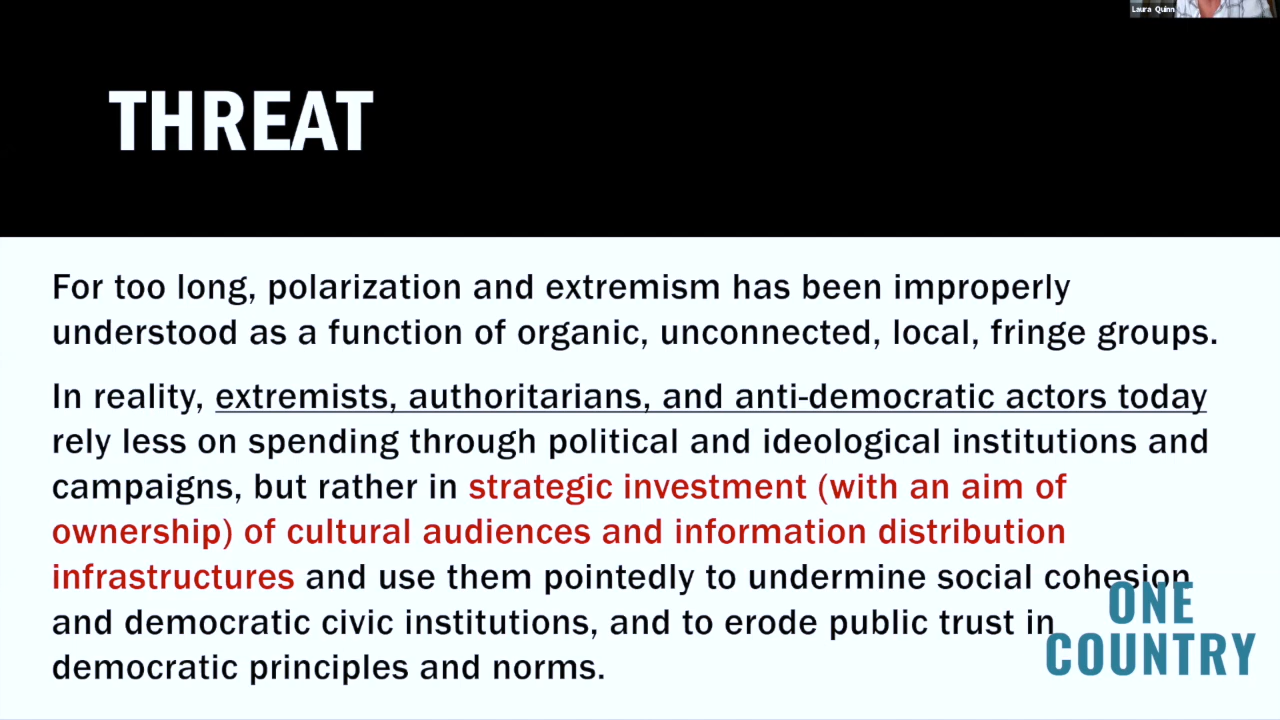 Laura Quinn
THREAT
For too long, polarization and extremism has been improperly
understood as a function of organic, unconnected, local, fringe groups.
In reality, extremists, authoritarians, and anti-democratic actors today
rely less on spending through political and ideological institutions and
campaigns, but rather in strategic investment (with an aim of
ownership) of cultural audiences and information distribution
infrastructures and use them pointedly to undermine social cohesion
and democratic civic institutions, and to erode public trust in
democratic principles and norms.
ONE
COUNTRY